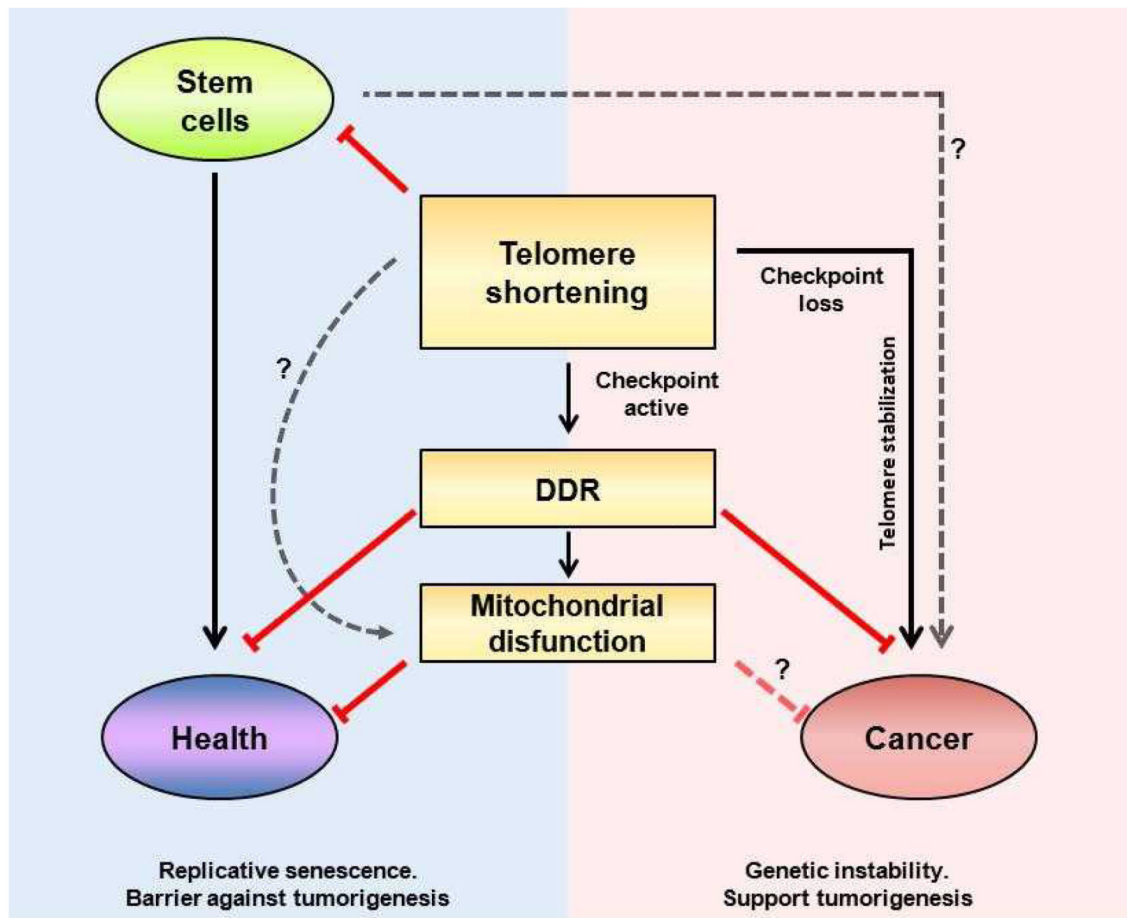 Stem
cells
?
Telomere
shortening
Checkpoint
loss
?
Checkpoint
active
Telomere stabilization
DDR
Mitochondrial
disfunction
?
Health
Cancer
Replicative senescence.
Barrier against tumorigenesis
Genetic instability.
Support tumorigenesis